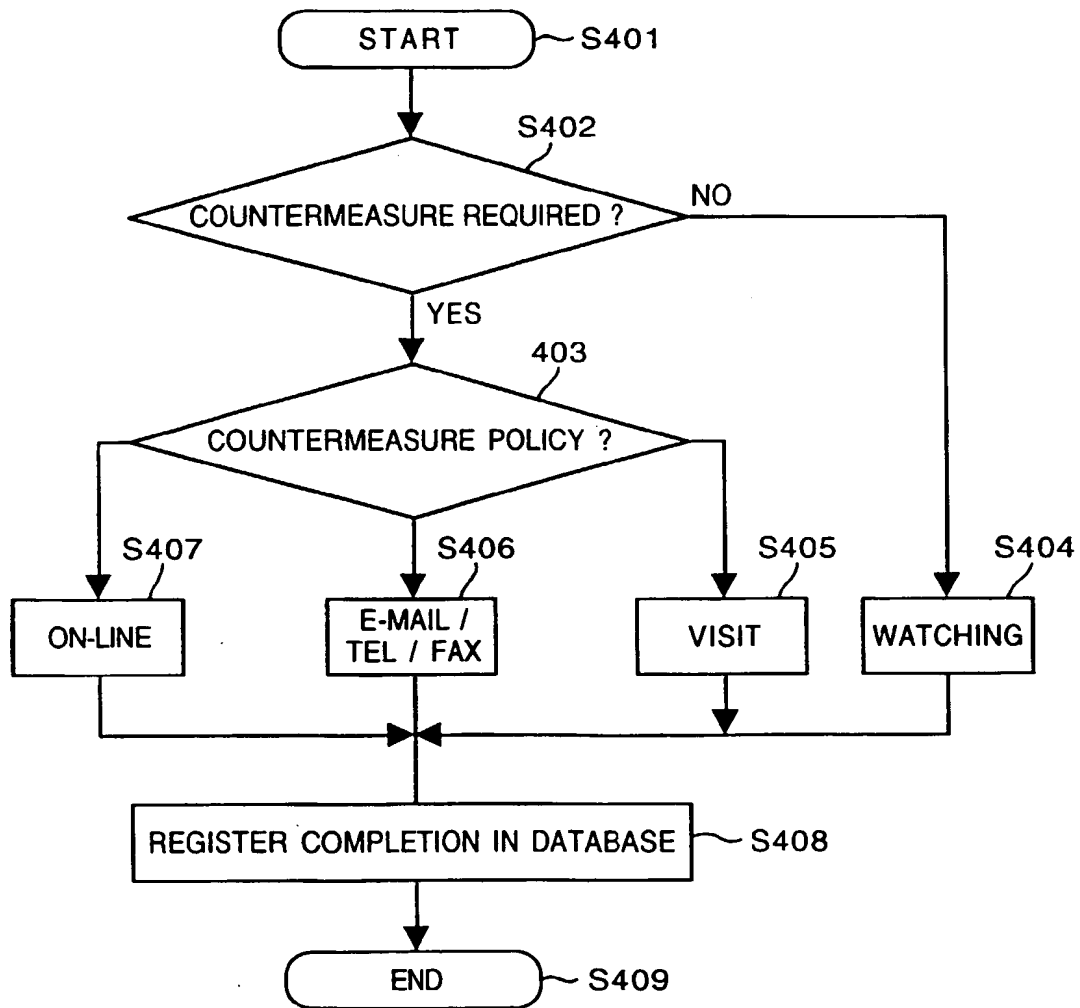 START
S401
S402
COUNTERMEASURE REQUIRED ?
NO
YES
403
COUNTERMEASURE POLICY ?
S407
S406
S405
S404
ON-LINE
E-MAIL /
TEL / FAX
VISIT
WATCHING
REGISTER COMPLETION IN DATABASE
S408
END
S409